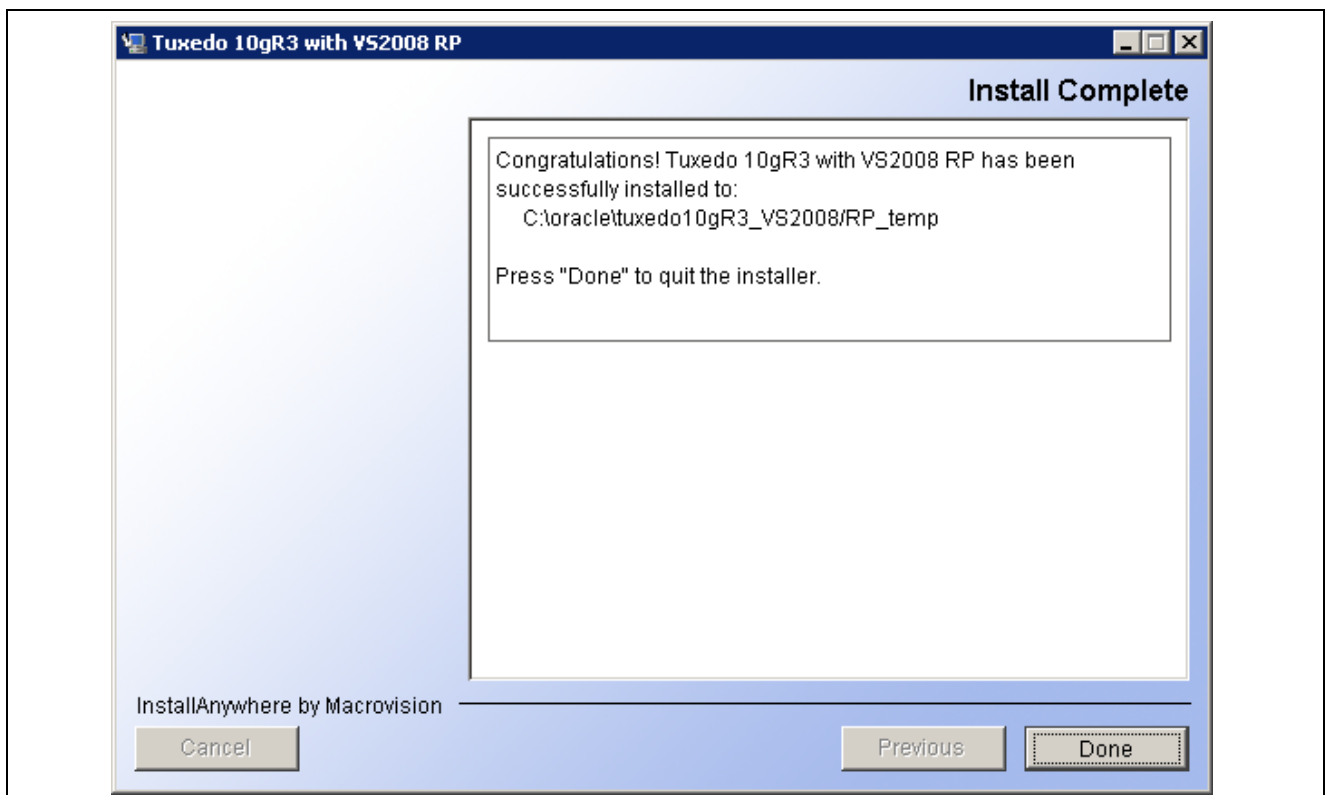 Tuxedo 10gR3 with VS2008 RP
Install Complete
Congratulations! Tuxedo 10gR3 with VS2008 RP has been
successfully installed to:
C:\oracle\tuxedo10gR3_VS2008/RP_temp
Press "Done" to quit the installer.
InstallAnywhere by Macrovision
Cancel
Previous
Done